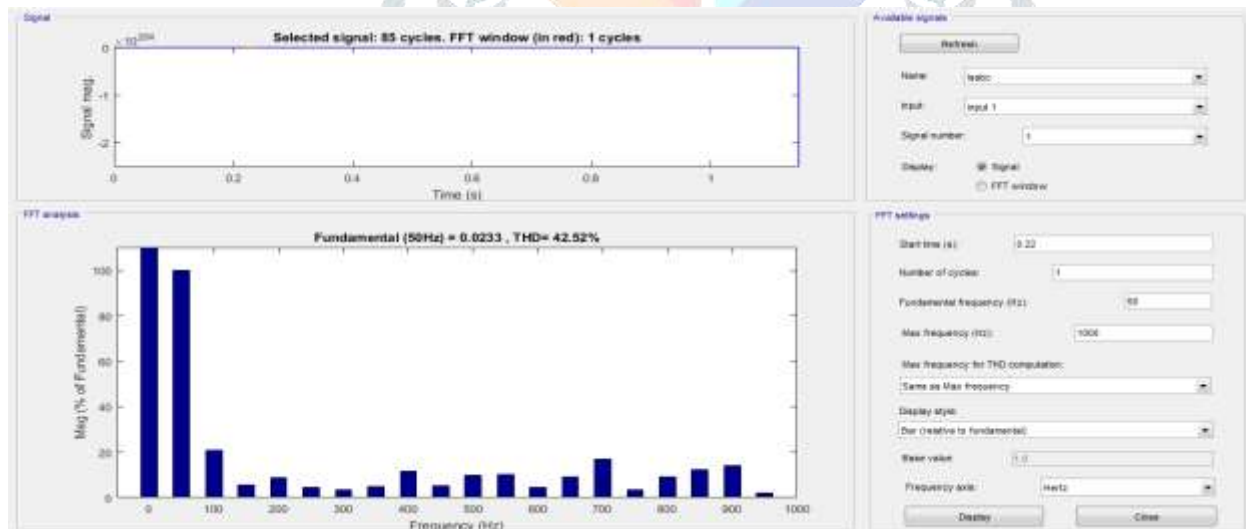 Signal
×10
Selected signal: 85 cycles. FFT window (in red): 1 cycles
0
-1
-2
Signal mag.
0 0.2 0.4 0.6 0.8 1
Time (s)
Available signals
Refresh
Name:
Input: input 1
Signal number: 1
Display: Signal
FFT window
FFT analysis
Fundamental (50Hz) = 0.0233 , THD= 42.52%
100
80
60
40
20
0
Mag (% of Fundamental)
0 100 200 300 400 500 600 700 800 900 1000
Frequency (Hz)
FFT settings
Start time (s): 0.22
Number of cycles: 1
Fundamental frequency (Hz):
Max frequency (Hz): 1000
Max frequency for THD computation:
Same as Max frequency
Display style:
Bar (relative to fundamental)
Base value: 1.0
Frequency axis: Hertz
Display Close